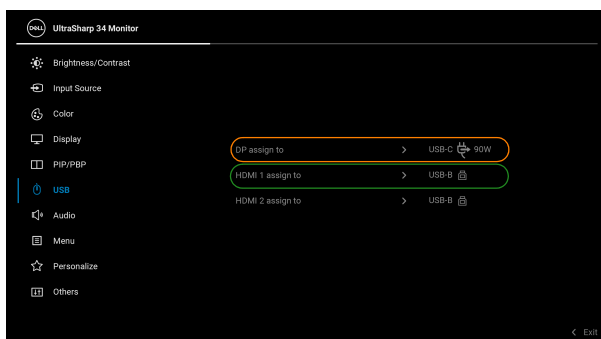 DELL UltraSharp 34 Monitor
Brightness/Contrast
Input Source
Color
Display
DP assign to > USB-C 90W
PIP/PBP
HDMI 1 assign to > USB-B
USB
HDMI 2 assign to > USB-B
Audio
Menu
Personalize
Others
< Exit